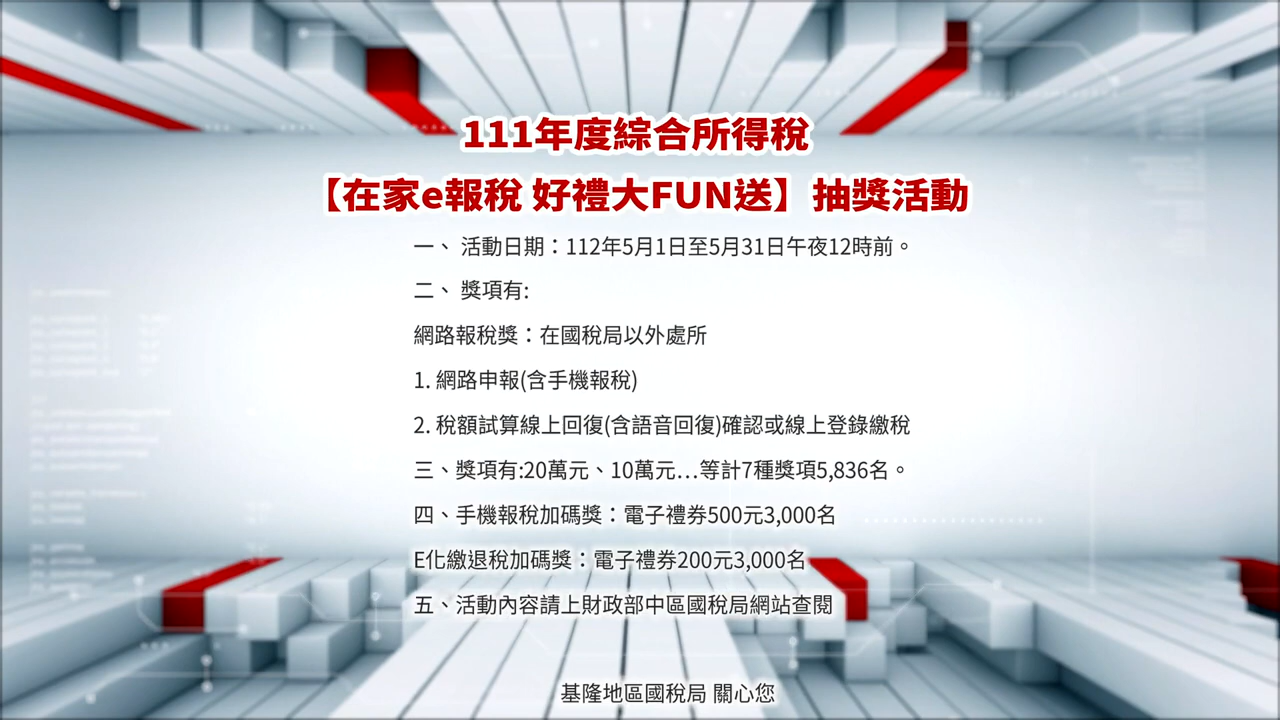 111年度綜合所得稅
【在家e報稅 好禮大FUN送】抽獎活動
一、 活動日期：112年5月1日至5月31日午夜12時前。
二、 獎項有:
網路報稅獎：在國稅局以外處所
1. 網路申報(含手機報稅)
2. 稅額試算線上回復(含語音回復)確認或線上登錄繳稅
三、獎項有:20萬元、10萬元…等計7種獎項5,836名。
四、手機報稅加碼獎：電子禮券500元3,000名
E化繳退稅加碼獎：電子禮券200元3,000名
五、活動內容請上財政部中區國稅局網站查閱
基隆地區國稅局 關心您